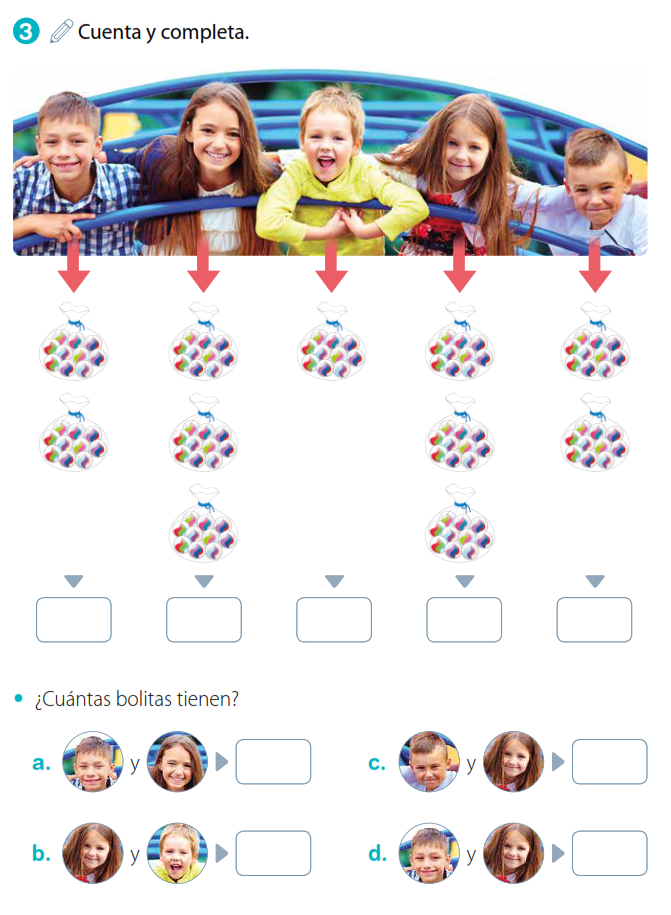 3 Cuenta y completa.
• ¿Cuántas bolitas tienen?
a. y
c. y
b. y
d. y